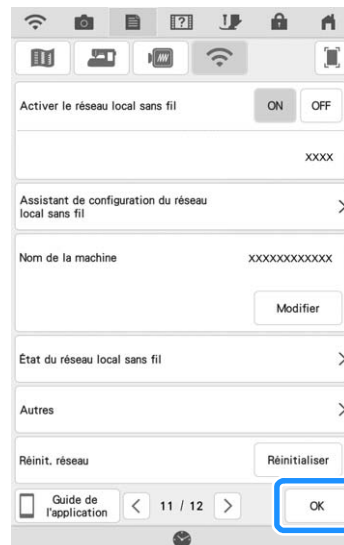 Activer le réseau local sans fil
ON
OFF
xxxx
Assistant de configuration du réseau
local sans fil
Nom de la machine
xxxxxxxxxxxx
Modifier
État du réseau local sans fil
Autres
Réinit. réseau
Réinitialiser
Guide de
l'application
11 / 12
OK